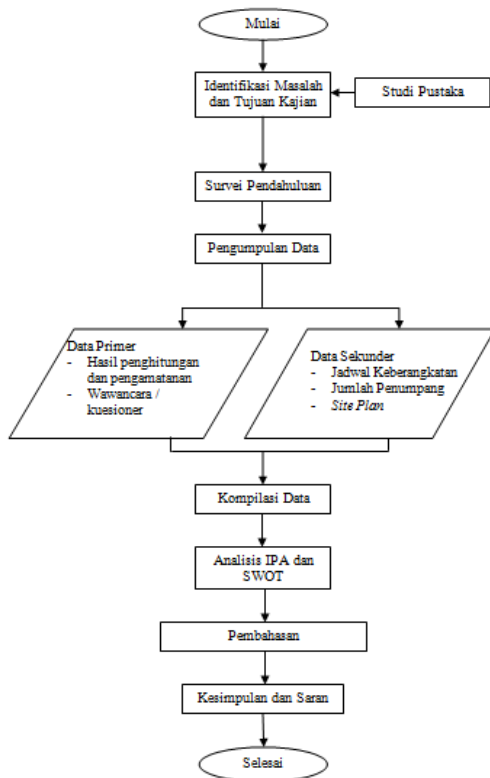 Mulai
Identifikasi Masalah
dan Tujuan Kajian
Studi Pustaka
Survei Pendahuluan
Pengumpulan Data
Data Primer
- Hasil penghitungan
dan pengamatanan
- Wawancara /
kuesioner
Data Sekunder
- Jadwal Keberangkatan
- Jumlah Penumpang
- Site Plan
Kompilasi Data
Analisis IPA dan
SWOT
Pembahasan
Kesimpulan dan Saran
Selesai